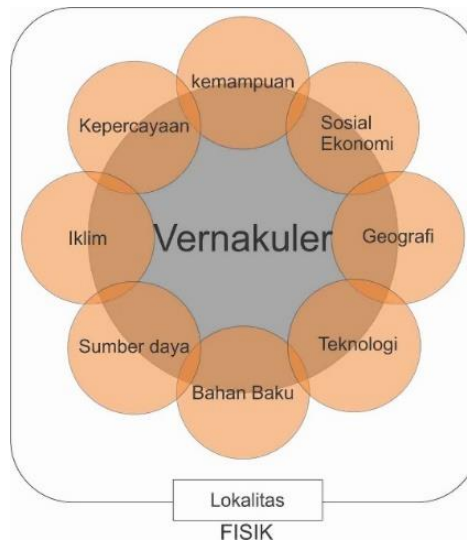 kemampuan
Kepercayaan
Sosial
Ekonomi
Iklim
Vernakuler
Geografi
Sumber daya
Teknologi
Bahan Baku
Lokalitas
FISIK